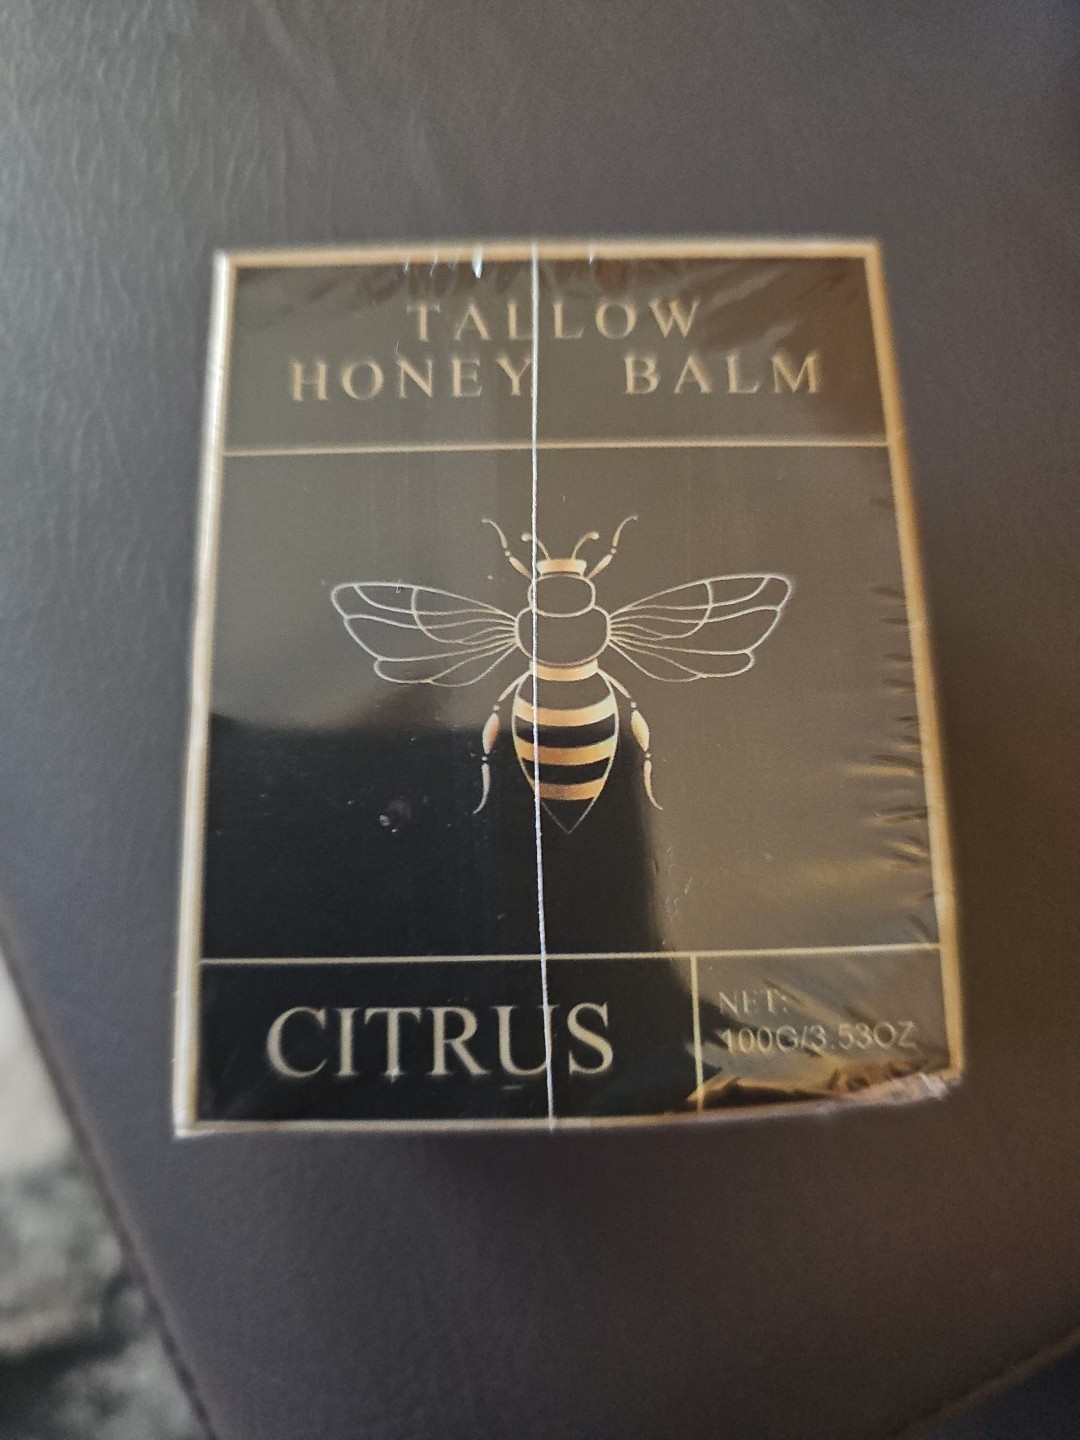 TALLOW
HONEY BALM
CITRUS
NET:
100G/3.53OZ